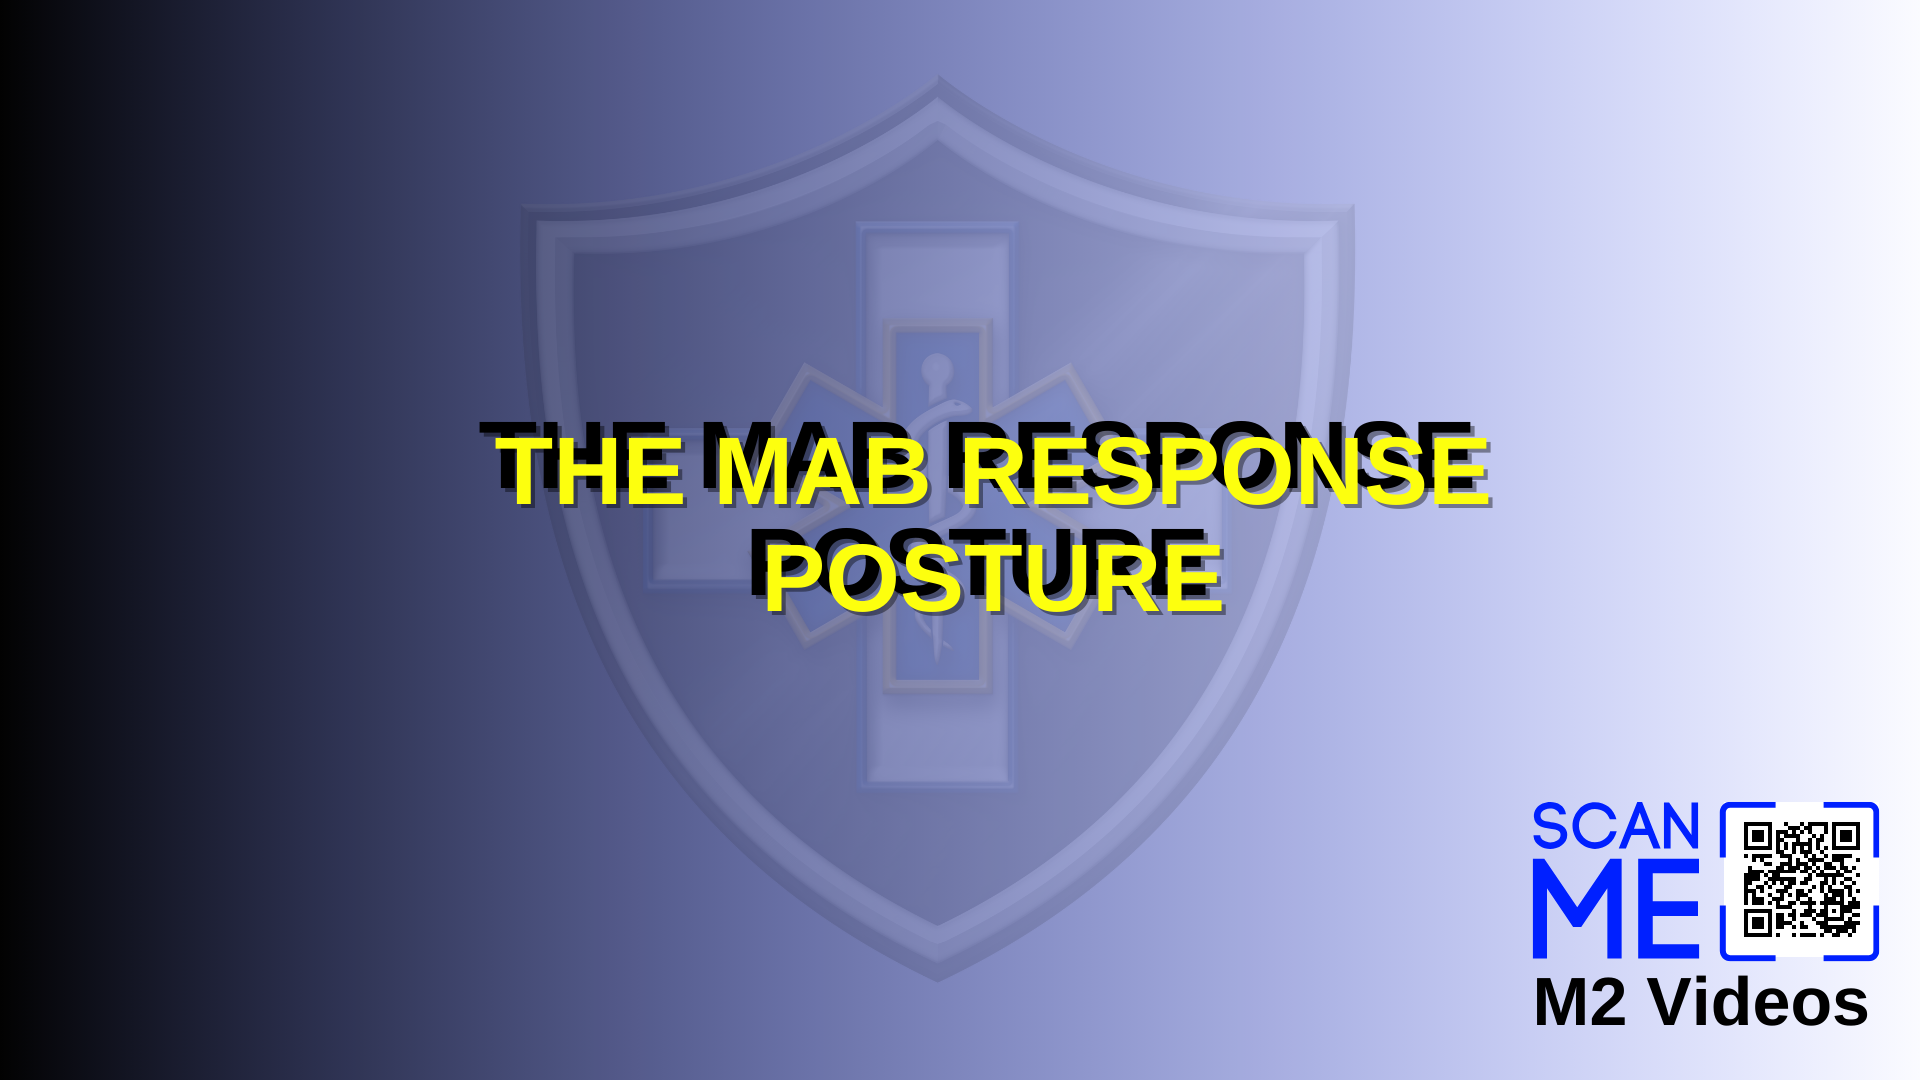 THE MAB RESPONSE
POSTURE
SCAN
ME
M2 Videos